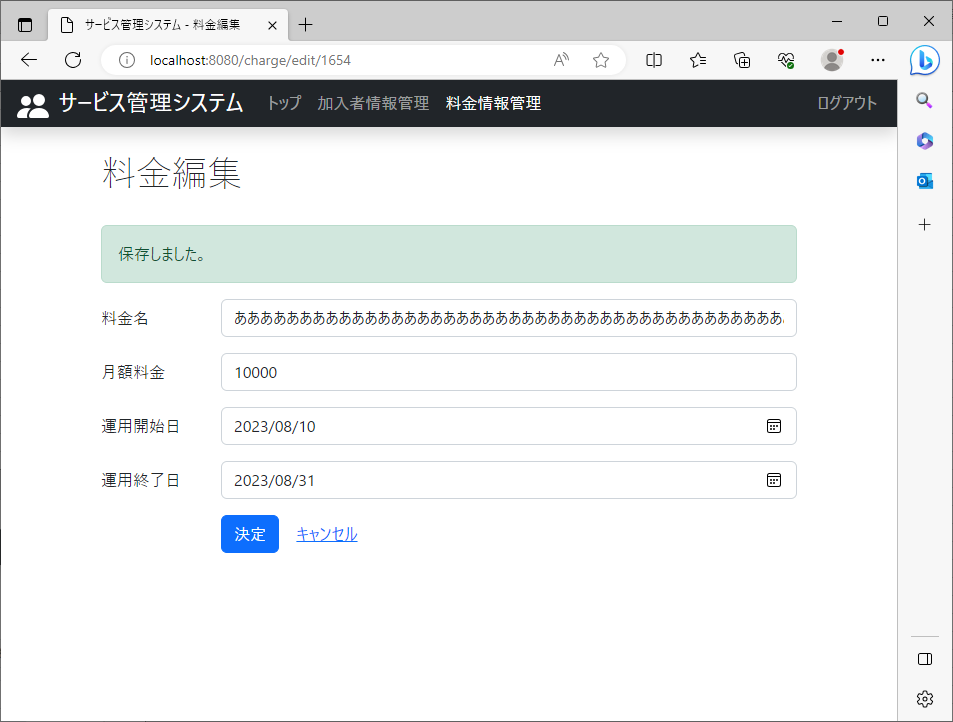 サービス管理システム - 料金編集
localhost:8080/charge/edit/1654
サービス管理システム トップ 加入者情報管理 料金情報管理 ログアウト
料金編集
保存しました。
料金名 ああああああああああああああああああああああああああああああああああああああああああ
月額料金 10000
運用開始日 2023/08/10
運用終了日 2023/08/31
決定 キャンセル